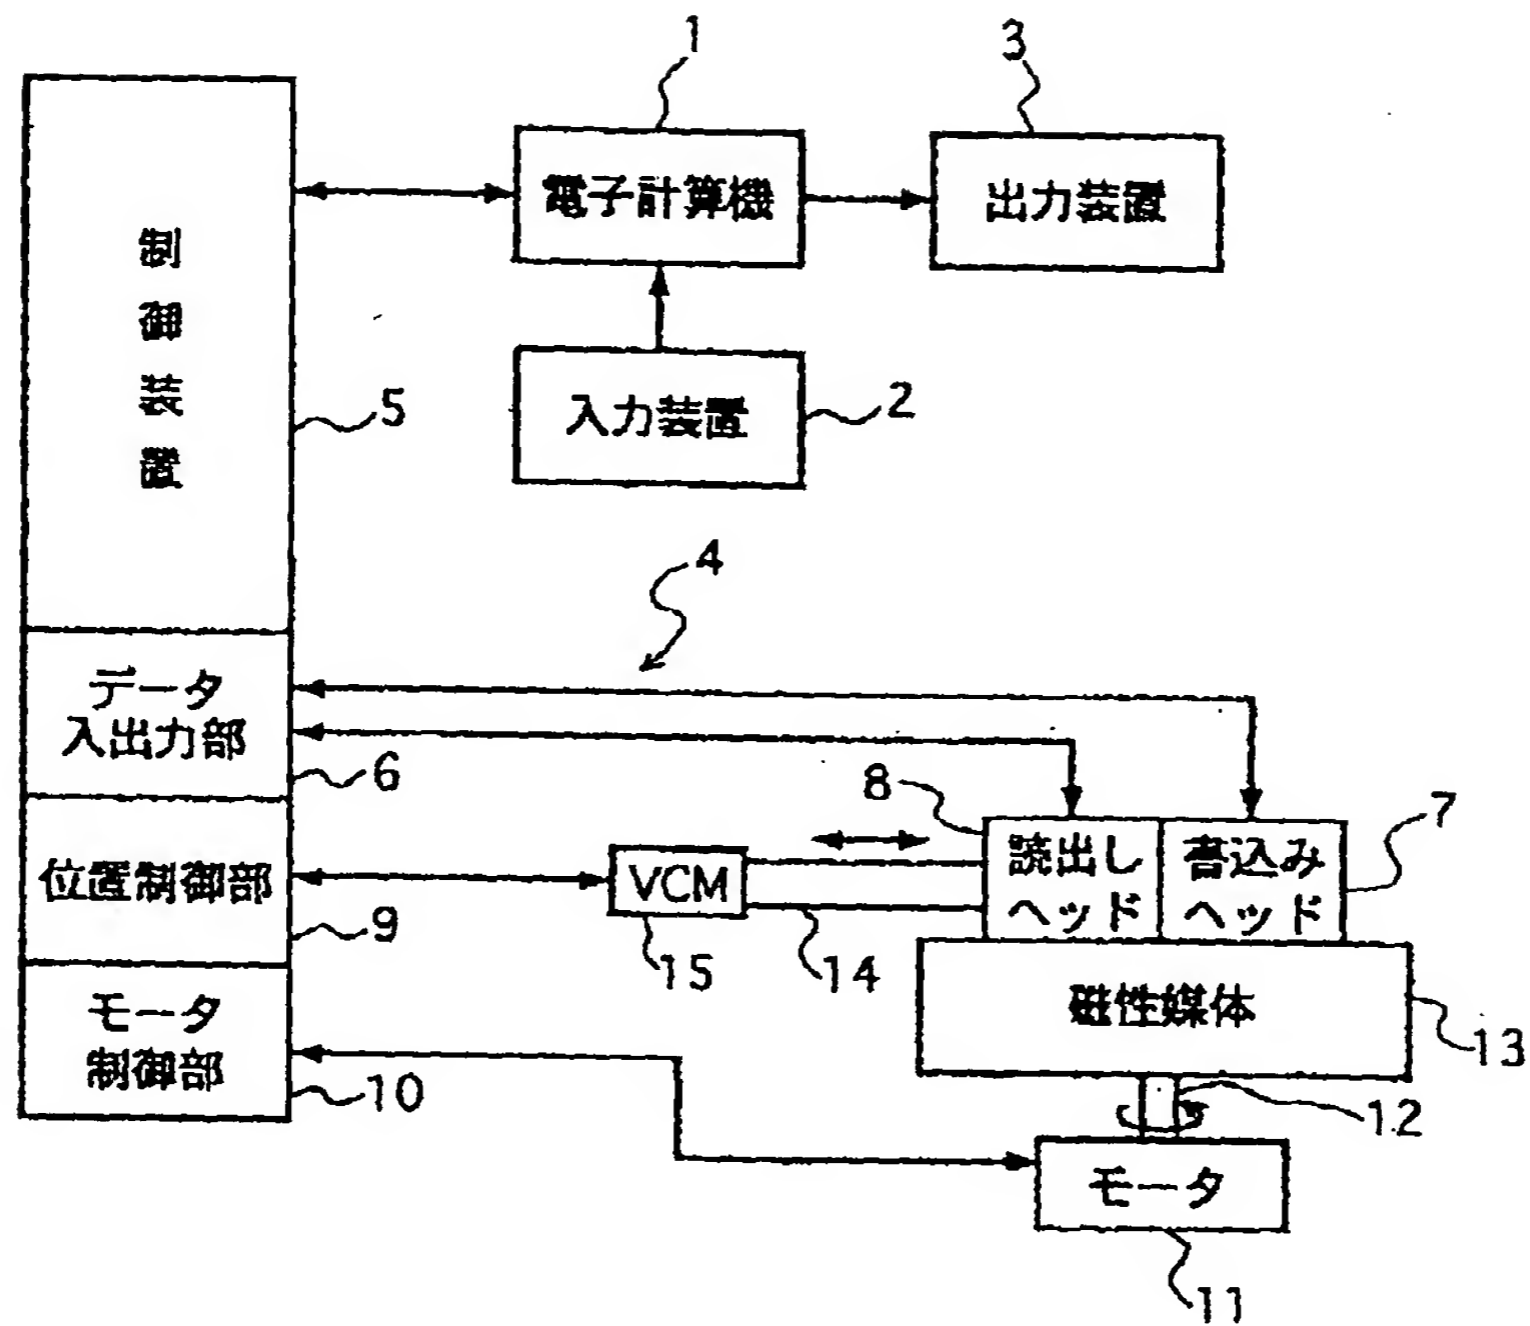 1
3
電子計算機
出力装置
制
御
装
置
5
入力装置
2
4
データ
入出力部
6
8
7
読出し
ヘッド
書込み
ヘッド
位置制御部
9
VCM
15
14
磁性媒体
13
モータ
制御部
10
12
モータ
11